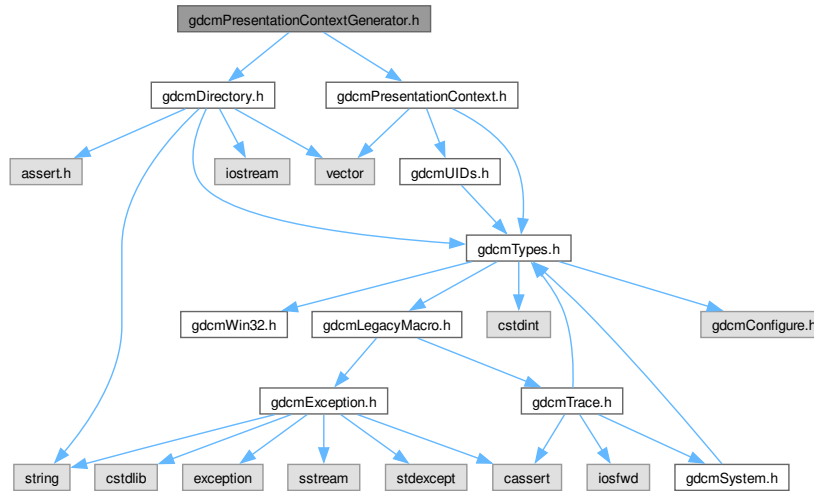 gdcmPresentationContextGenerator.h
gdcmDirectory.h
gdcmPresentationContext.h
assert.h
iostream
vector
gdcmUIDs.h
gdcmTypes.h
gdcmWin32.h
gdcmLegacyMacro.h
cstdint
gdcmConfigure.h
gdcmException.h
gdcmTrace.h
string
cstdlib
exception
sstream
stdexcept
cassert
iosfwd
gdcmSystem.h